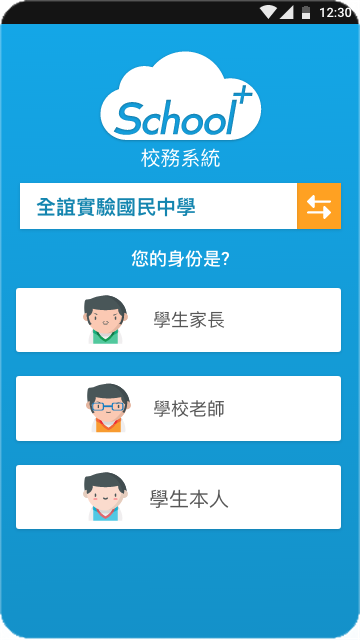 12:30
School+
校務系統
全誼實驗國民中學
您的身份是?
學生家長
學校老師
學生本人